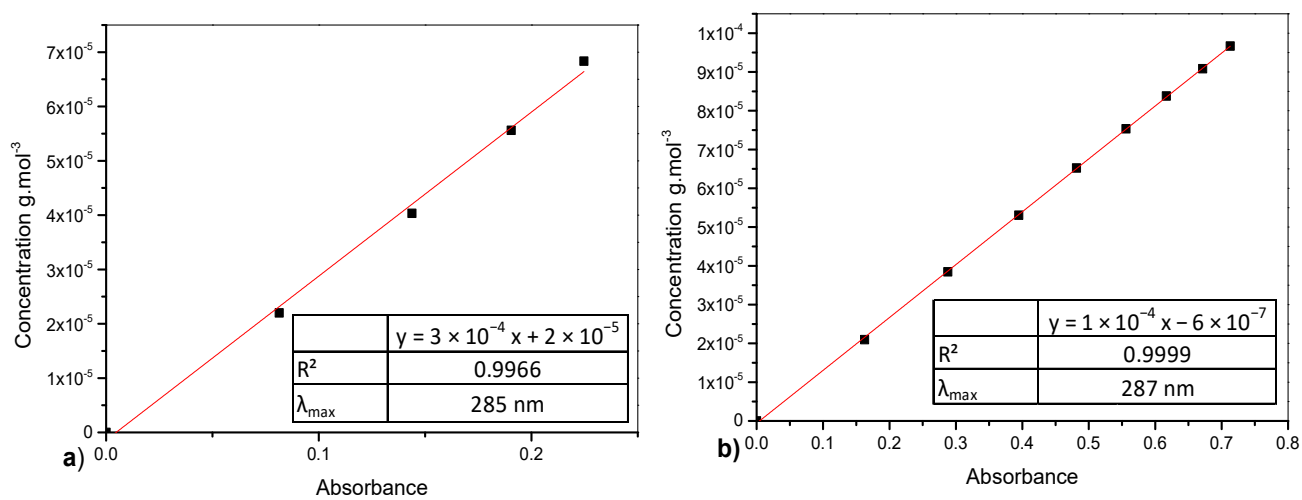 7x10⁻⁵
6x10⁻⁵
5x10⁻⁵
4x10⁻⁵
3x10⁻⁵
2x10⁻⁵
1x10⁻⁵
0
Concentration g.mol⁻³
0.0
0.1
0.2
Absorbance
a)
y = 3 × 10⁻⁴ x + 2 × 10⁻⁵
R² 0.9966
λmax 285 nm
1x10⁻⁴
9x10⁻⁵
8x10⁻⁵
7x10⁻⁵
6x10⁻⁵
5x10⁻⁵
4x10⁻⁵
3x10⁻⁵
2x10⁻⁵
1x10⁻⁵
0
Concentration g.mol⁻³
0.0
0.1
0.2
0.3
0.4
0.5
0.6
0.7
0.8
Absorbance
b)
y = 1 × 10⁻⁴ x − 6 × 10⁻⁷
R² 0.9999
λmax 287 nm